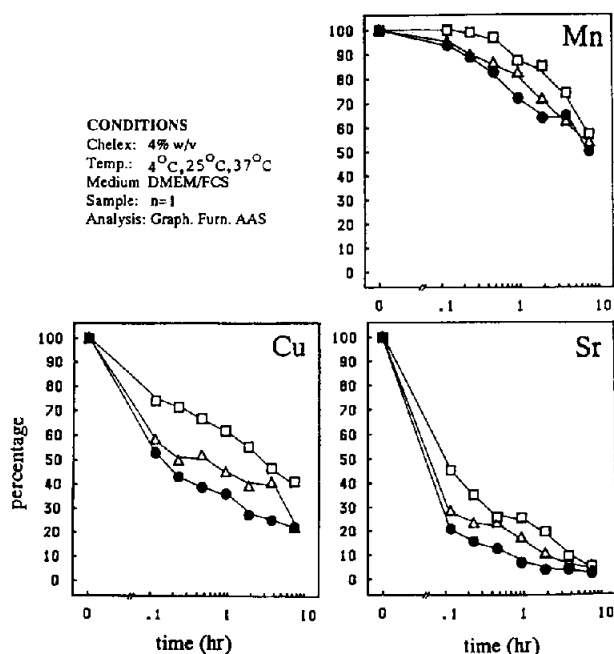 CONDITIONS
Chelex: 4% w/v
Temp.: 4°C,25°C,37°C
Medium DMEM/FCS
Sample: n=1
Analysis: Graph. Furn. AAS
Mn
100
90
80
70
60
50
40
30
20
10
0
0 .1 1 10
Cu
100
90
80
70
60
50
40
30
20
10
0
percentage
0 .1 1 10
time (hr)
Sr
100
90
80
70
60
50
40
30
20
10
0
0 .1 1 10
time (hr)